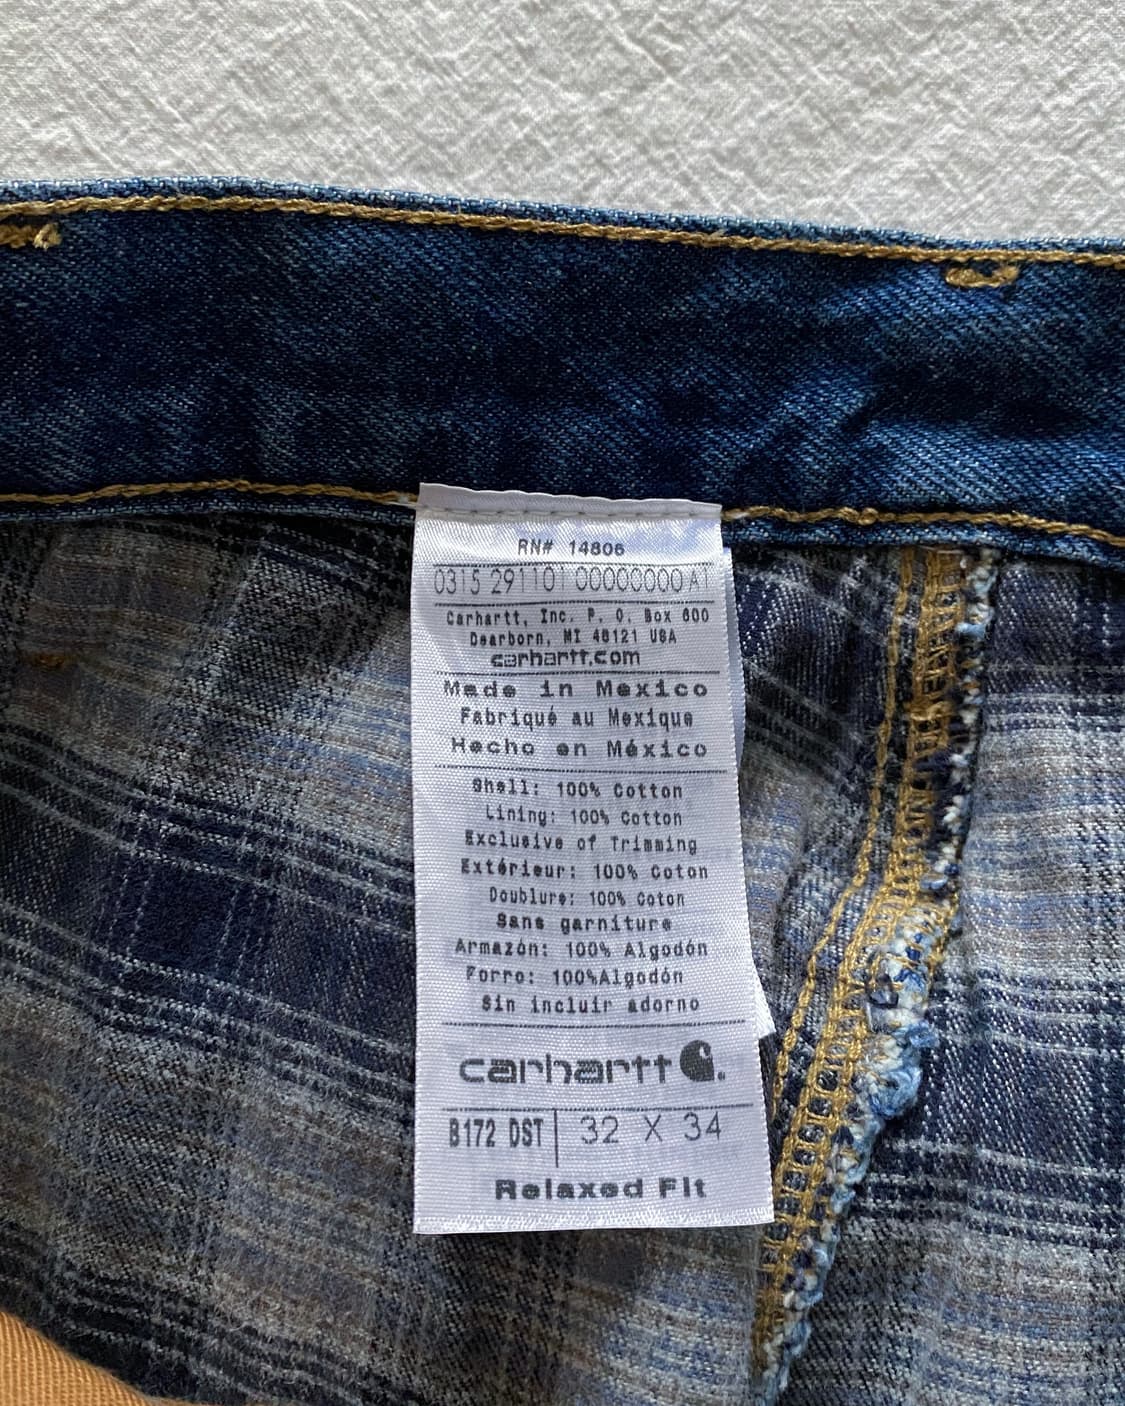 RN# 14806
0315 291101 00000000 A1
Carhartt, Inc. P. O. Box 600
Dearborn, MI 48121 USA
carhartt.com
Made in Mexico
Fabriqué au Mexique
Hecho en México
Shell: 100% Cotton
Lining: 100% Cotton
Exclusive of Trimming
Extérieur: 100% Coton
Doublure: 100% Coton
Sans garniture
Armazón: 100% Algodón
Forro: 100%Algodón
Sin incluir adorno
carhartt
B172 DST 32 X 34
Relaxed Fit